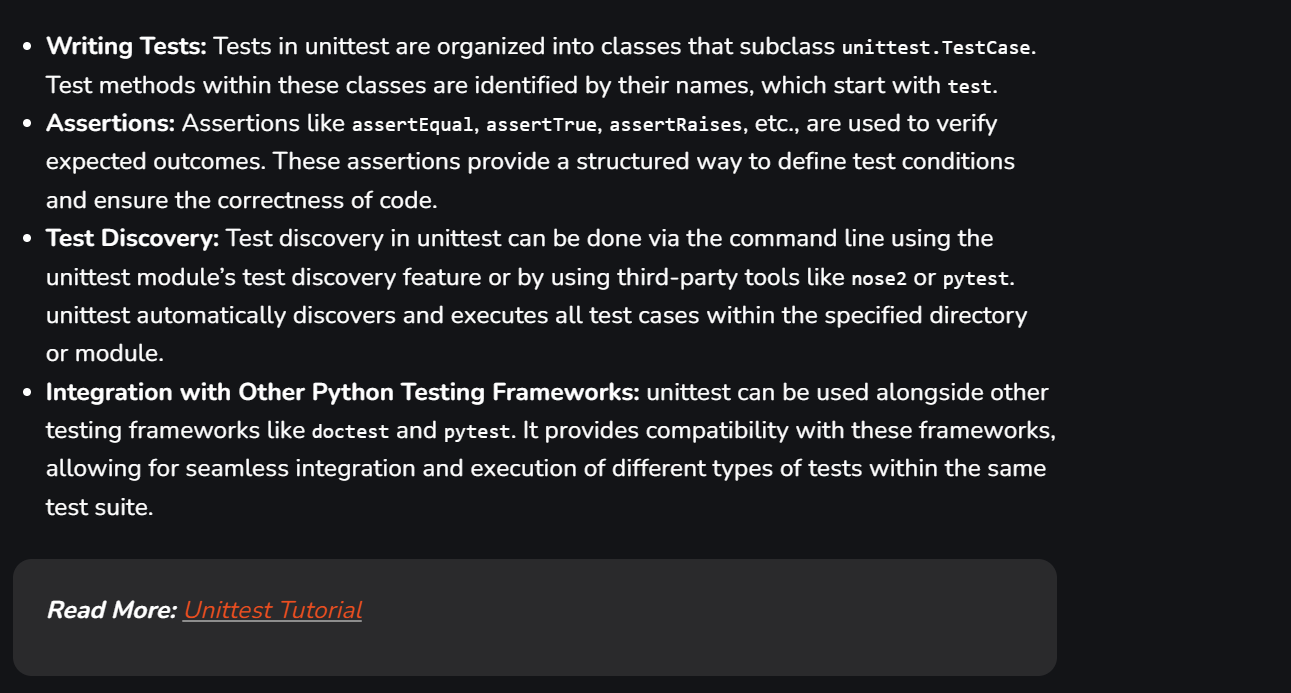 Writing Tests: Tests in unittest are organized into classes that subclass unittest.TestCase.
Test methods within these classes are identified by their names, which start with test.
Assertions: Assertions like assertEqual, assertTrue, assertRaises, etc., are used to verify
expected outcomes. These assertions provide a structured way to define test conditions
and ensure the correctness of code.
Test Discovery: Test discovery in unittest can be done via the command line using the
unittest module’s test discovery feature or by using third-party tools like nose2 or pytest.
unittest automatically discovers and executes all test cases within the specified directory
or module.
Integration with Other Python Testing Frameworks: unittest can be used alongside other
testing frameworks like doctest and pytest. It provides compatibility with these frameworks,
allowing for seamless integration and execution of different types of tests within the same
test suite.
Read More: Unittest Tutorial